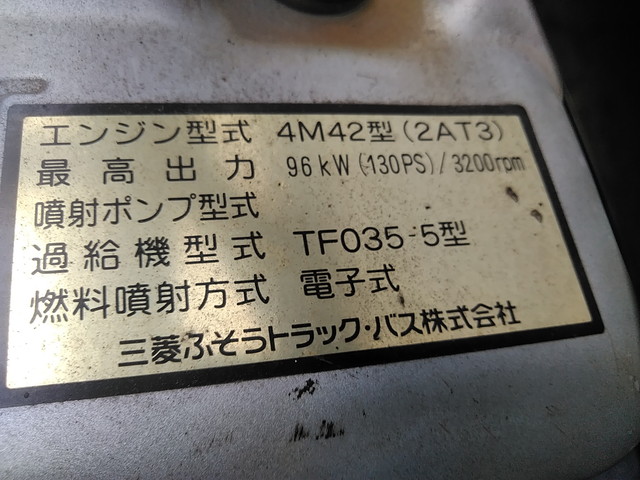 エンジン型式 4M42型(2AT3)
最高出力 96kW(130PS)/3200rpm
噴射ポンプ型式
過給機型式 TF035-5型
燃料噴射方式 電子式
三菱ふそうトラック・バス株式会社